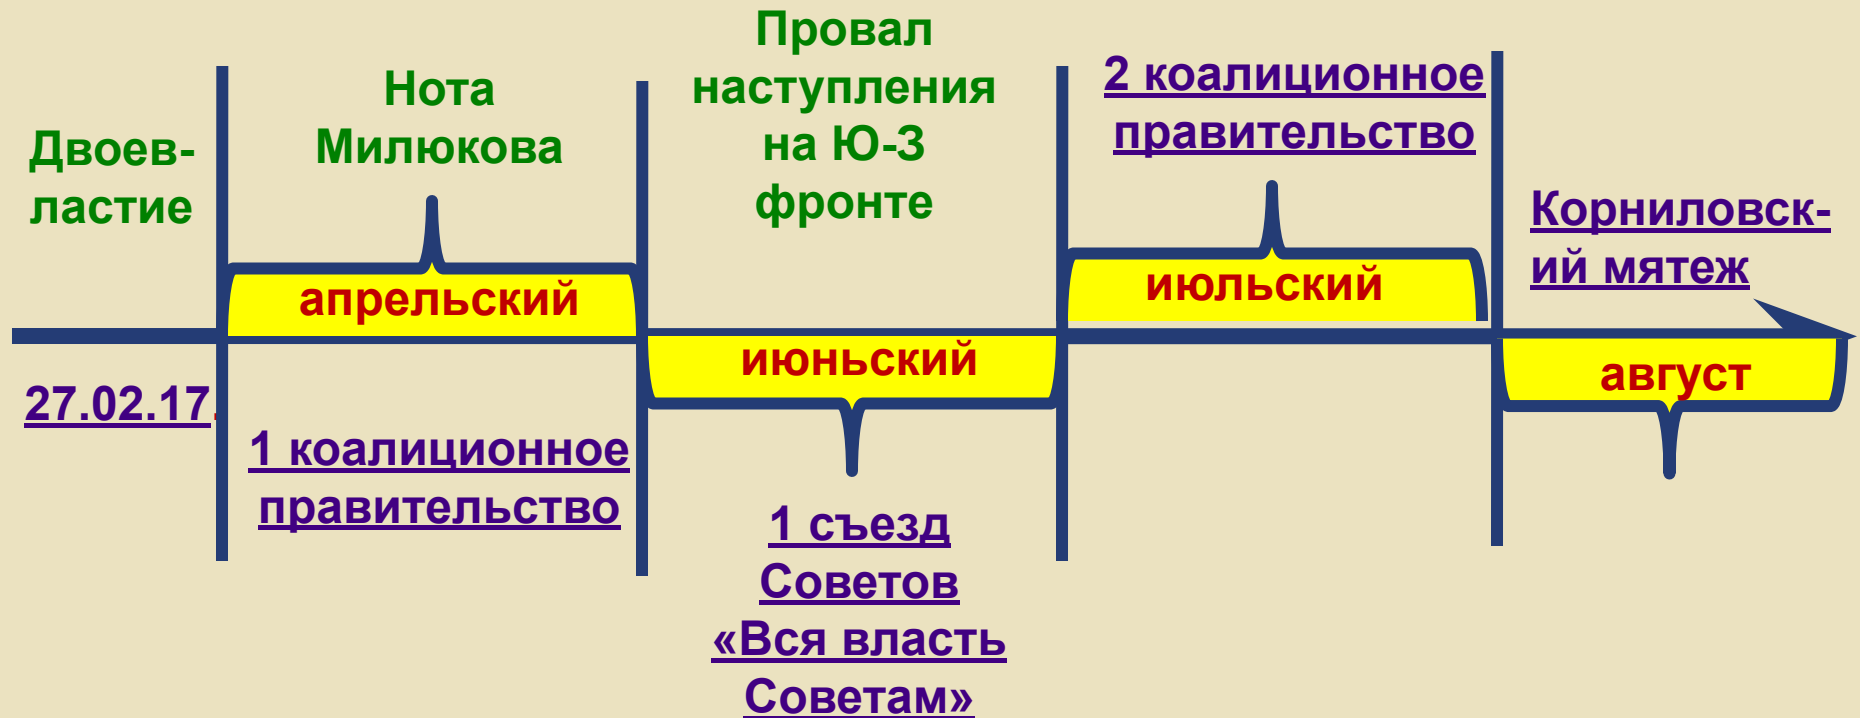 Двоев-
ластие
27.02.17.
Нота
Милюкова
апрельский
1 коалиционное
правительство
Провал
наступления
на Ю-З
фронте
июньский
1 съезд
Советов
«Вся власть
Советам»
2 коалиционное
правительство
июльский
Корниловск-
ий мятеж
август